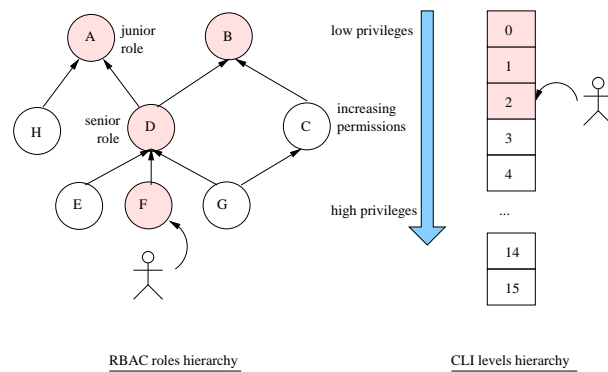 A
junior
role
B
H
senior
role
D
C
E
F
G
RBAC roles hierarchy
low privileges
increasing
permissions
high privileges
0
1
2
3
4
...
14
15
CLI levels hierarchy